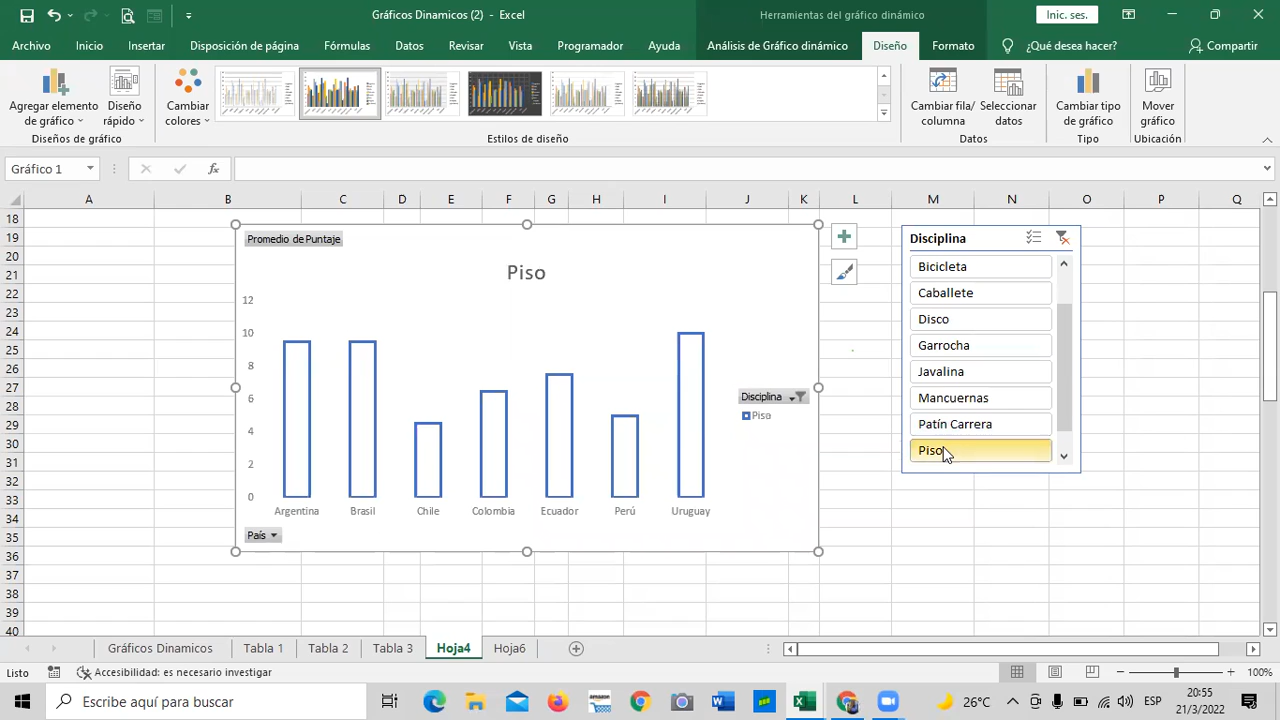 Gráficos Dinamicos (2) - Excel
Herramientas del gráfico dinámico
Inic. ses.
Archivo
Inicio
Insertar
Disposición de página
Fórmulas
Datos
Revisar
Vista
Programador
Ayuda
Análisis de Gráfico dinámico
Diseño
Formato
¿Qué desea hacer?
Compartir
Agregar elemento
de gráfico
Diseño
rápido
Cambiar
colores
Cambiar fila/
columna
Seleccionar
datos
Cambiar tipo
de gráfico
Mover
gráfico
Diseños de gráfico
Estilos de diseño
Datos
Tipo
Ubicación
Gráfico 1
fx
A B C D E F G H I J K L M N O P Q
18
19
20
21
22
23
24
25
26
27
28
29
30
31
32
33
34
35
36
37
38
39
40
Promedio de Puntaje
Piso
12
10
8
6
4
2
0
Argentina Brasil Chile Colombia Ecuador Perú Uruguay
País
Disciplina
Piso
Disciplina
Bicicleta
Caballete
Disco
Garrocha
Javalina
Mancuernas
Patín Carrera
Piso
Gráficos Dinamicos
Tabla 1
Tabla 2
Tabla 3
Hoja4
Hoja6
Listo
Accesibilidad: es necesario investigar
100%
Escribe aquí para buscar
26°C
ESP
20:55
21/3/2022